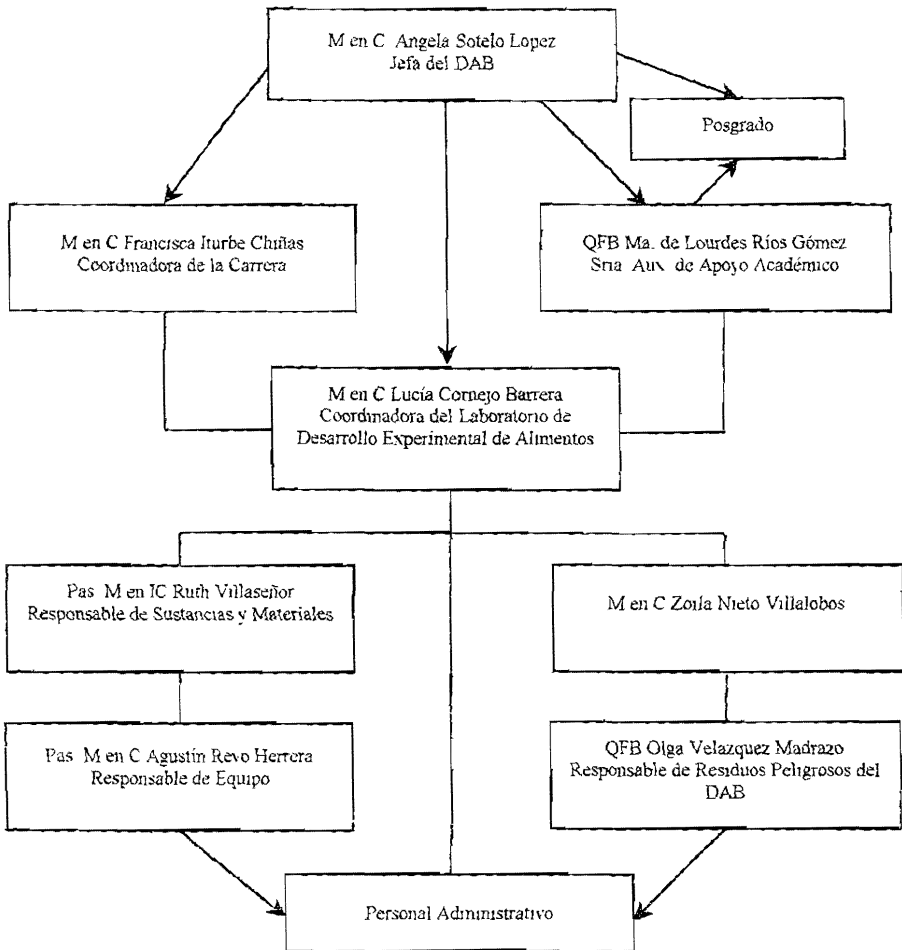 M en C Angela Sotelo Lopez
Jefa del DAB
Posgrado
M en C Francisca Iturbe Chiñas
Coordinadora de la Carrera
QFB Ma. de Lourdes Ríos Gómez
Sria Aux. de Apoyo Académico
M en C Lucía Cornejo Barrera
Coordinadora del Laboratorio de
Desarrollo Experimental de Alimentos
Pas M en IC Ruth Villaseñor
Responsable de Sustancias y Materiales
M en C Zoila Nieto Villalobos
Pas M en C Agustín Reyo Herrera
Responsable de Equipo
QFB Olga Velazquez Madrazo
Responsable de Residuos Peligrosos del
DAB
Personal Administrativo